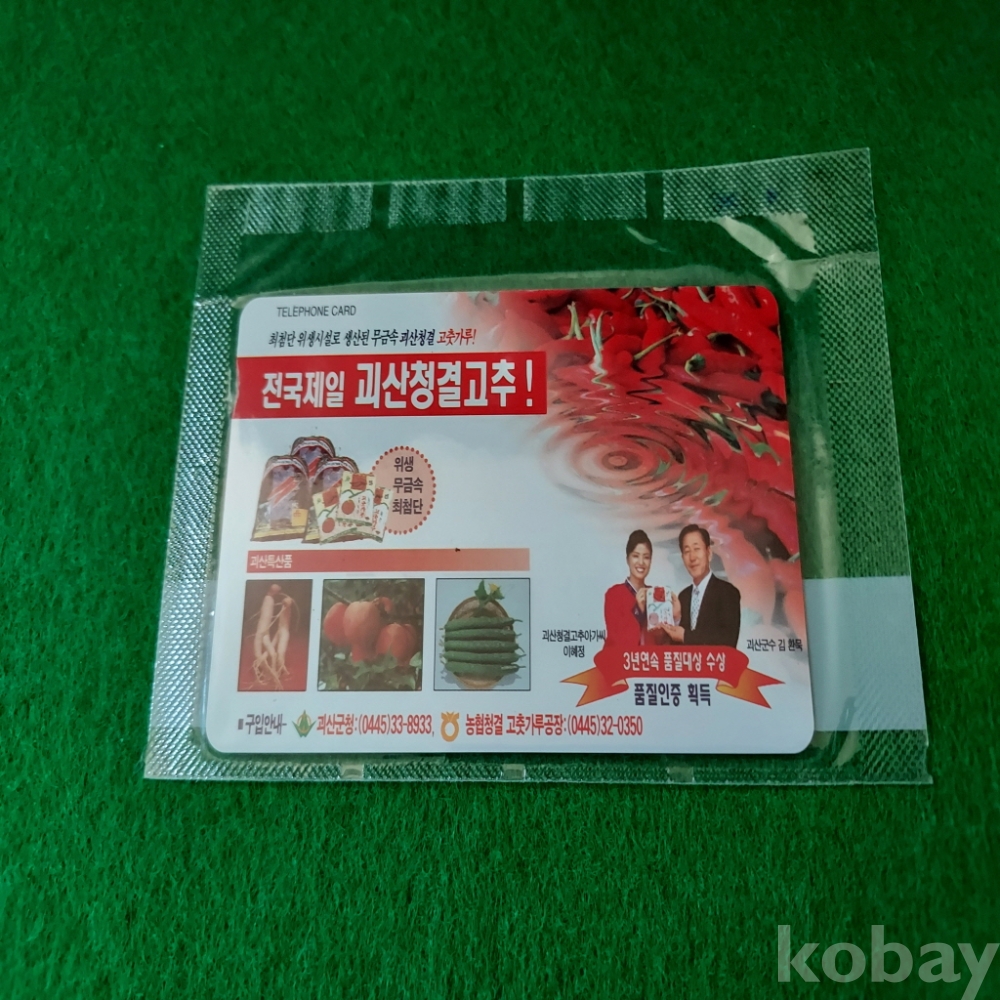 TELEPHONE CARD
최첨단 위생시설로 생산된 무금속 괴산청결 고춧가루!
전국제일 괴산청결고추!
위생
무금속
최첨단
괴산특산품
괴산청결고추아가씨
이혜정
괴산군수 김 환묵
3년연속 품질대상 수상
품질인증 획득
■구입안내- 괴산군청:(0445)33-8933, 농협청결 고춧가루공장:(0445)32-0350
kobay